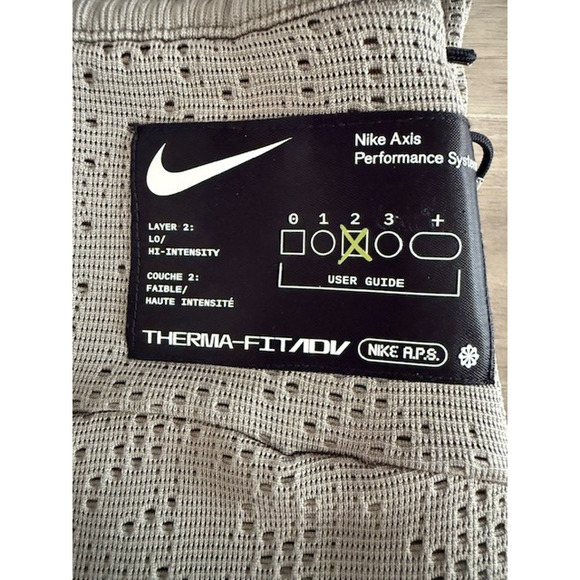 Nike Axis
Performance System
0 1 2 3 +
LAYER 2:
LO/
HI-INTENSITY
USER GUIDE
COUCHE 2:
FAIBLE/
HAUTE INTENSITÉ
THERMA-FIT ADV
NIKE A.P.S.